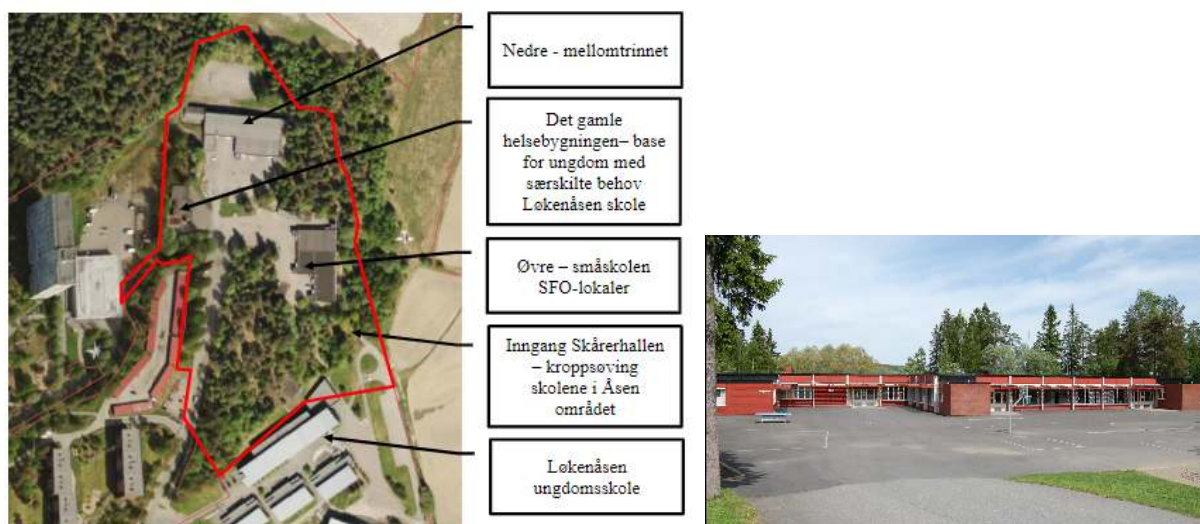 Nedre - mellomtrinnet
Det gamle
helsebygningen– base
for ungdom med
særskilte behov
Løkenåsen skole
Øvre – småskolen
SFO-lokaler
Inngang Skårerhallen
– kroppsøving
skolene i Åsen
området
Løkenåsen
ungdomsskole